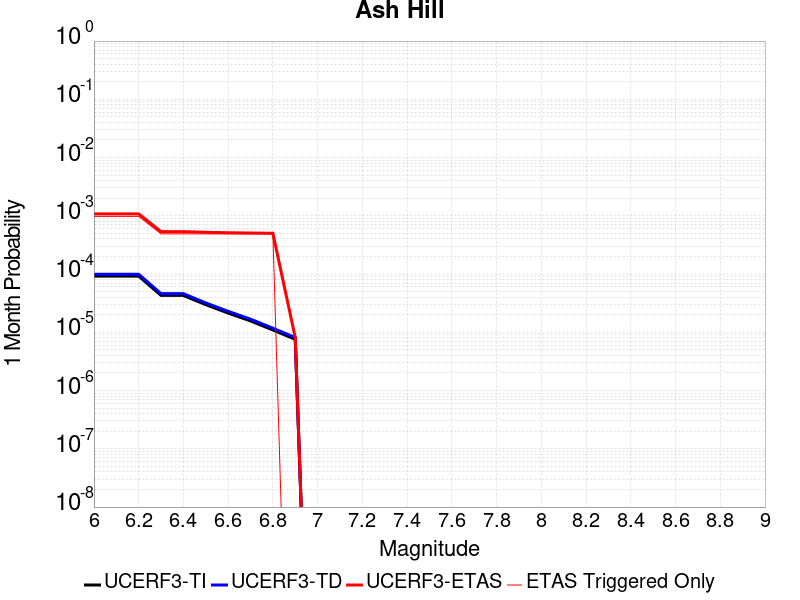 Ash Hill
1 Month Probability
10^0
10^-1
10^-2
10^-3
10^-4
10^-5
10^-6
10^-7
10^-8
6 6.2 6.4 6.6 6.8 7 7.2 7.4 7.6 7.8 8 8.2 8.4 8.6 8.8 9
Magnitude
UCERF3-TI UCERF3-TD UCERF3-ETAS ETAS Triggered Only